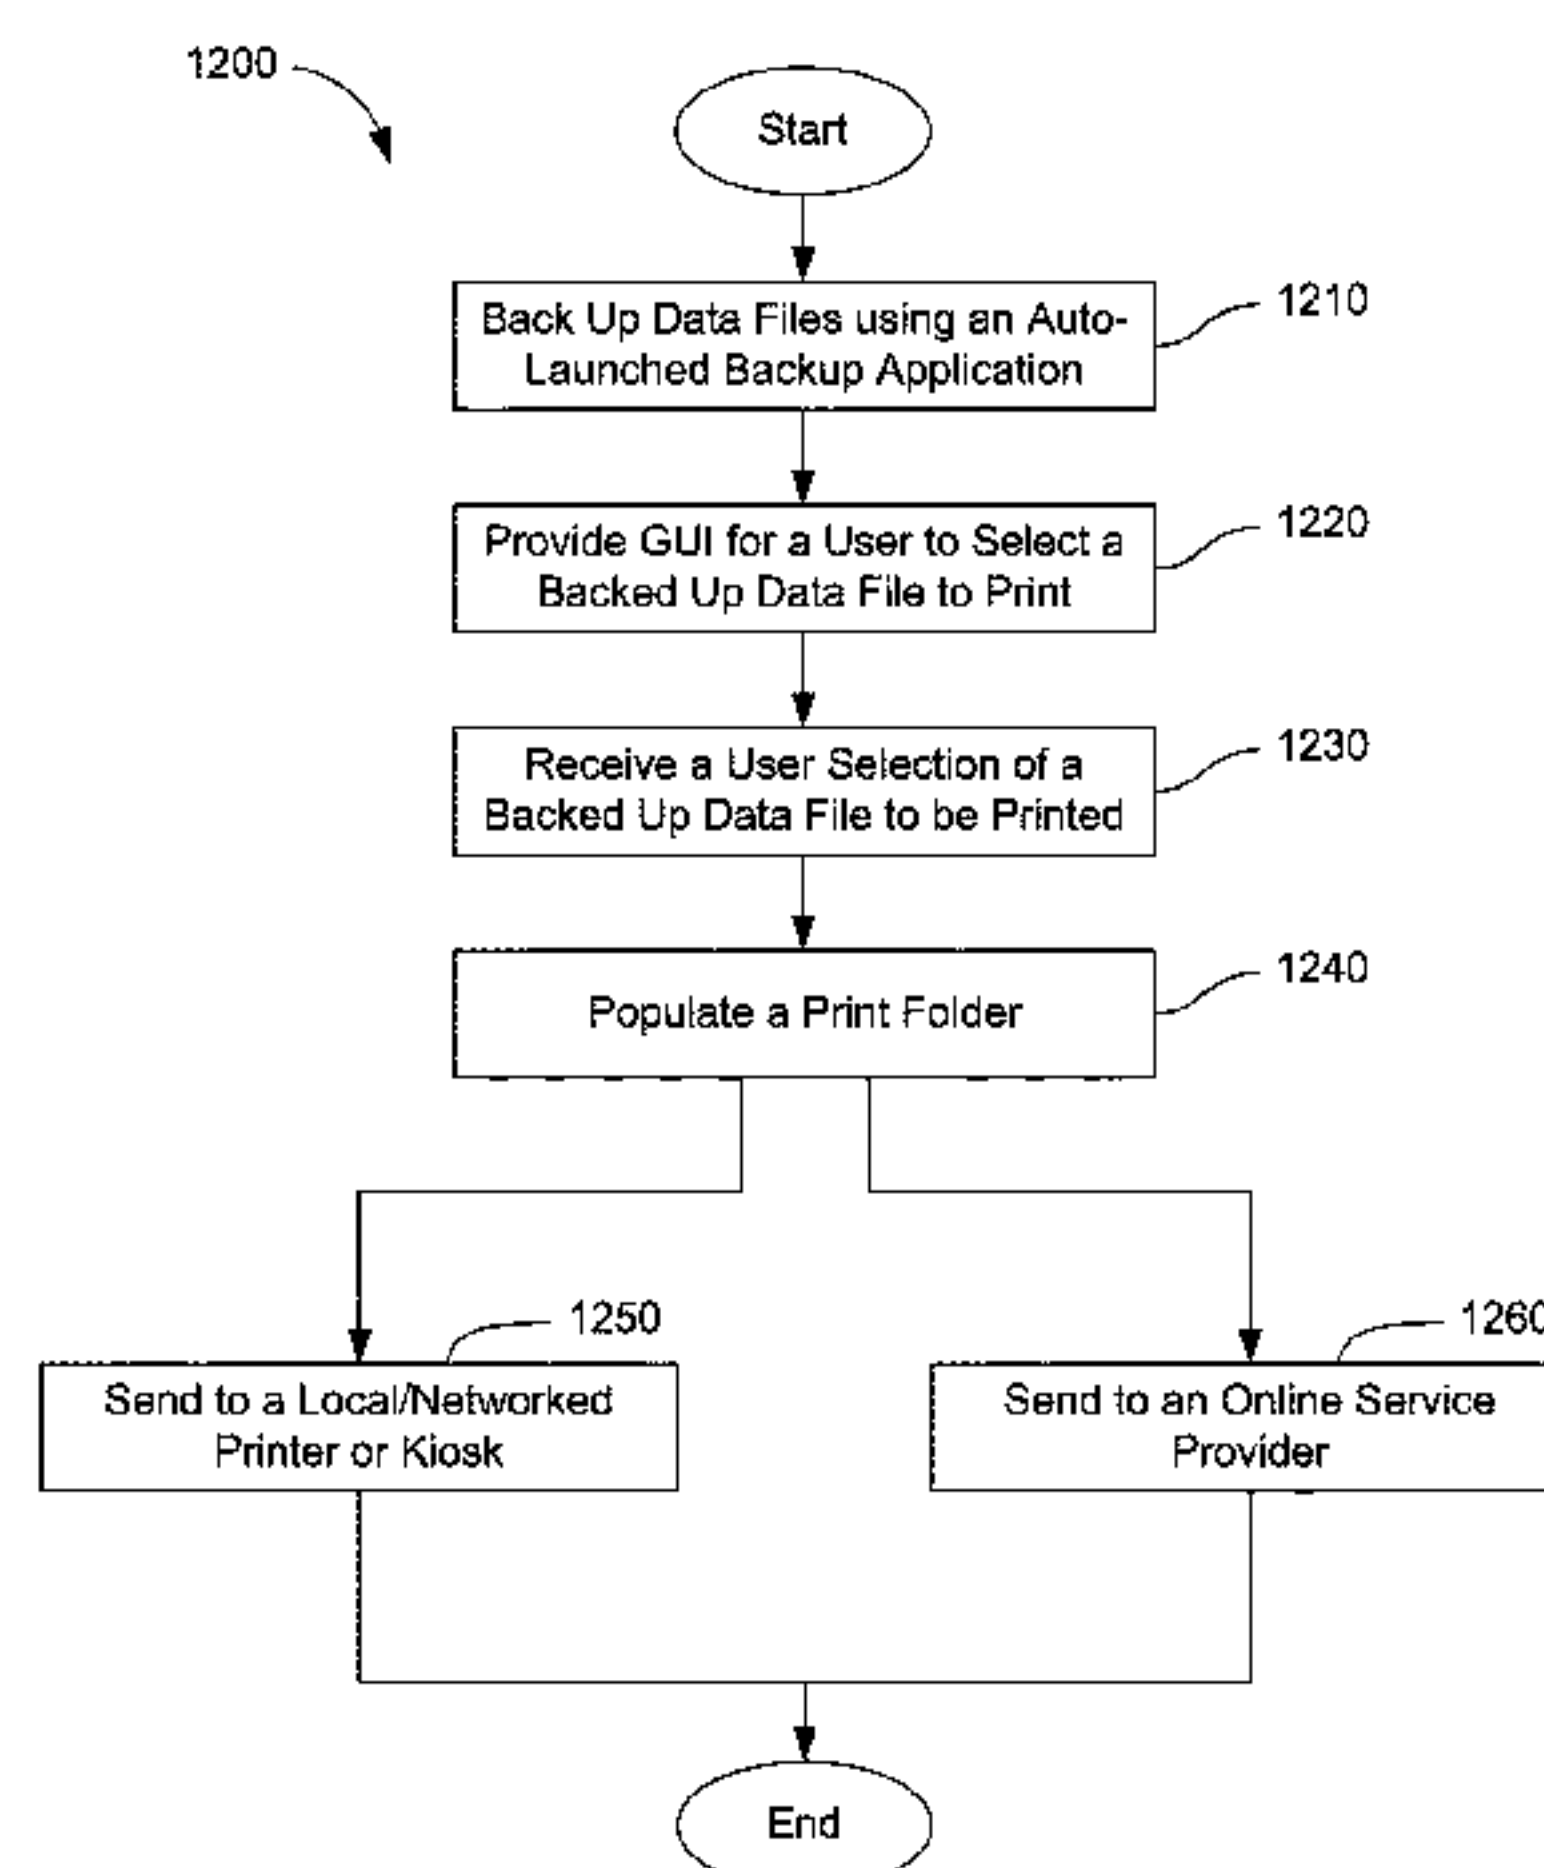 1200
Start
Back Up Data Files using an Auto-
Launched Backup Application
1210
Provide GUI for a User to Select a
Backed Up Data File to Print
1220
Receive a User Selection of a
Backed Up Data File to be Printed
1230
Populate a Print Folder
1240
1250
Send to a Local/Networked
Printer or Kiosk
1260
Send to an Online Service
Provider
End